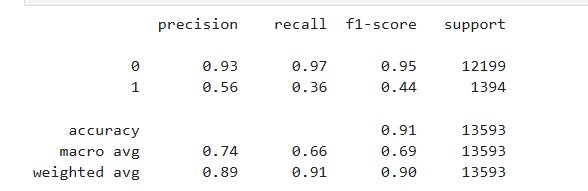 precision recall f1-score support
0 0.93 0.97 0.95 12199
1 0.56 0.36 0.44 1394
accuracy 0.91 13593
macro avg 0.74 0.66 0.69 13593
weighted avg 0.89 0.91 0.90 13593